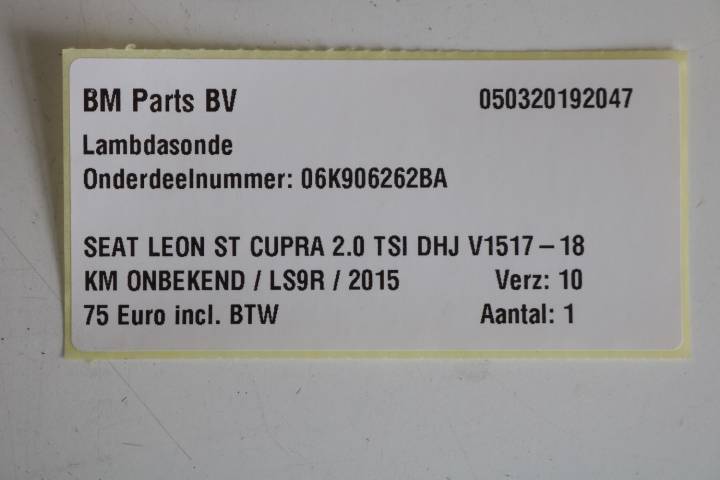 BM Parts BV 050320192047
Lambdasonde
Onderdeelnummer: 06K906262BA
SEAT LEON ST CUPRA 2.0 TSI DHJ V1517-18
KM ONBEKEND / LS9R / 2015 Verz: 10
75 Euro incl. BTW Aantal: 1